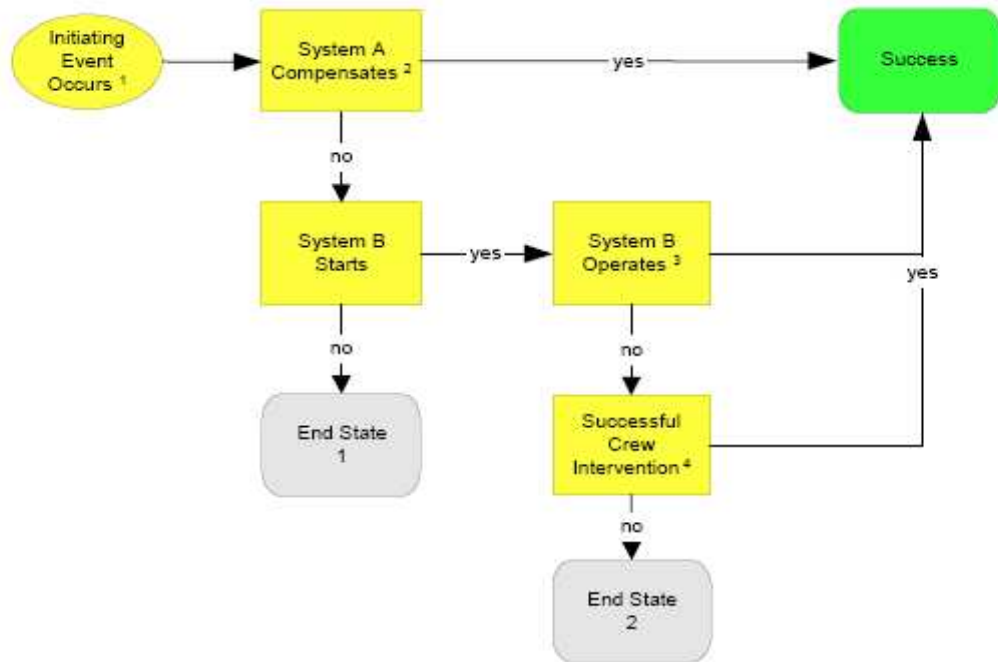 Initiating
Event
Occurs 1
System A
Compensates 2
yes
Success
no
System B
Starts
yes
System B
Operates 3
yes
no
no
End State
1
Successful
Crew
Intervention 4
no
End State
2